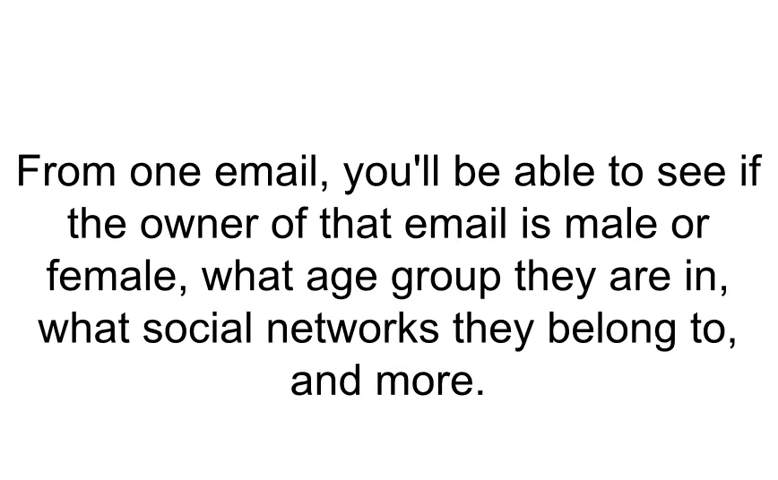 From one email, you'll be able to see if
the owner of that email is male or
female, what age group they are in,
what social networks they belong to,
and more.